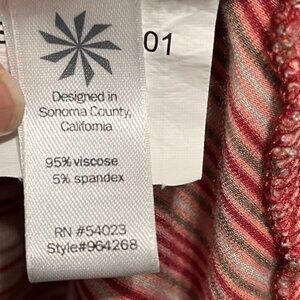 01
Designed in
Sonoma County,
California
95% viscose
5% spandex
RN #54023
Style#964268